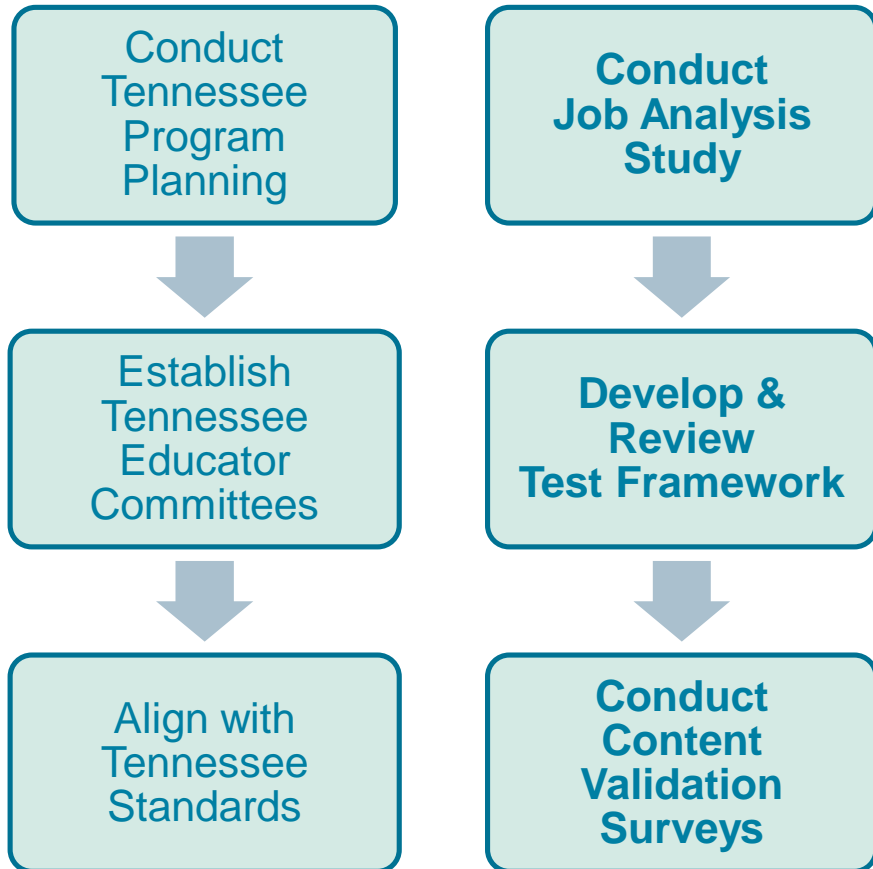 Conduct
Tennessee
Program
Planning
Establish
Tennessee
Educator
Committees
Align with
Tennessee
Standards
Conduct
Job Analysis
Study
Develop &
Review
Test Framework
Conduct
Content
Validation
Surveys